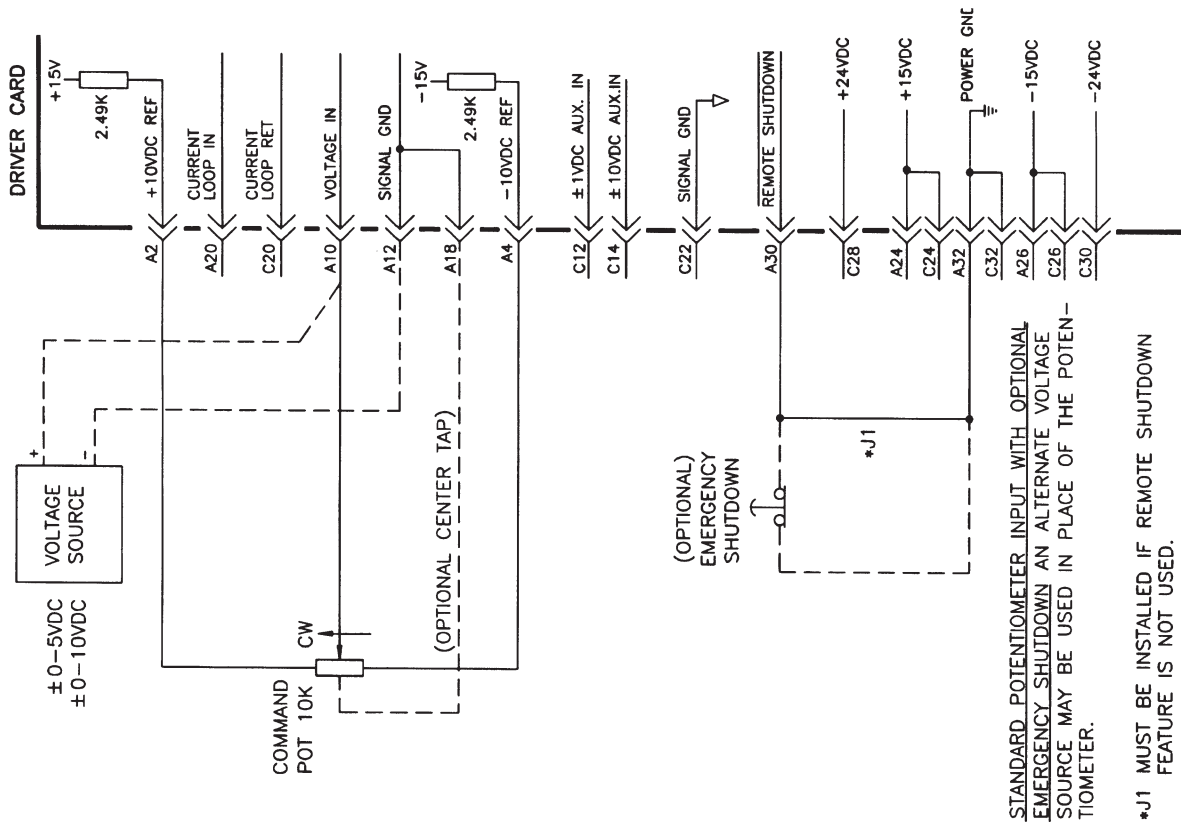 DRIVER CARD
+15V
2.49K
+10VDC REF
A2
CURRENT
LOOP IN
A20
CURRENT
LOOP RET
C20
VOLTAGE IN
A10
SIGNAL GND
A12
A18
-15V
2.49K
-10VDC REF
A4
±1VDC AUX. IN
C12
±10VDC AUX.IN
C14
SIGNAL GND
C22
REMOTE SHUTDOWN
A30
+24VDC
C28
+15VDC
A24
C24
POWER GND
A32
C32
-15VDC
A26
C26
-24VDC
C30
+
-
VOLTAGE
SOURCE
±0-5VDC
±0-10VDC
CW
COMMAND
POT 10K
(OPTIONAL CENTER TAP)
(OPTIONAL)
EMERGENCY
SHUTDOWN
*J1
STANDARD POTENTIOMETER INPUT WITH OPTIONAL
EMERGENCY SHUTDOWN AN ALTERNATE VOLTAGE
SOURCE MAY BE USED IN PLACE OF THE POTEN-
TIOMETER.
*J1 MUST BE INSTALLED IF REMOTE SHUTDOWN
FEATURE IS NOT USED.